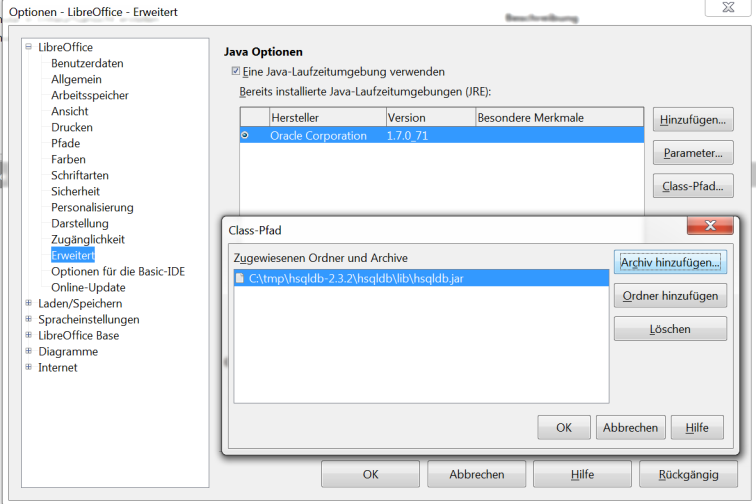 Optionen - LibreOffice - Erweitert
LibreOffice
Benutzerdaten
Allgemein
Arbeitsspeicher
Ansicht
Drucken
Pfade
Farben
Schriftarten
Sicherheit
Personalisierung
Darstellung
Zugänglichkeit
Erweitert
Optionen für die Basic-IDE
Online-Update
Laden/Speichern
Spracheinstellungen
LibreOffice Base
Diagramme
Internet
Java Optionen
Eine Java-Laufzeitumgebung verwenden
Bereits installierte Java-Laufzeitumgebungen (JRE):
Hersteller Version Besondere Merkmale
Oracle Corporation 1.7.0_71
Hinzufügen...
Parameter...
Class-Pfad...
Class-Pfad
Zugewiesenen Ordner und Archive
C:\tmp\hsqldb-2.3.2\hsqldb\lib\hsqldb.jar
Archiv hinzufügen...
Ordner hinzufügen
Löschen
OK Abbrechen Hilfe
OK Abbrechen Hilfe Rückgängig